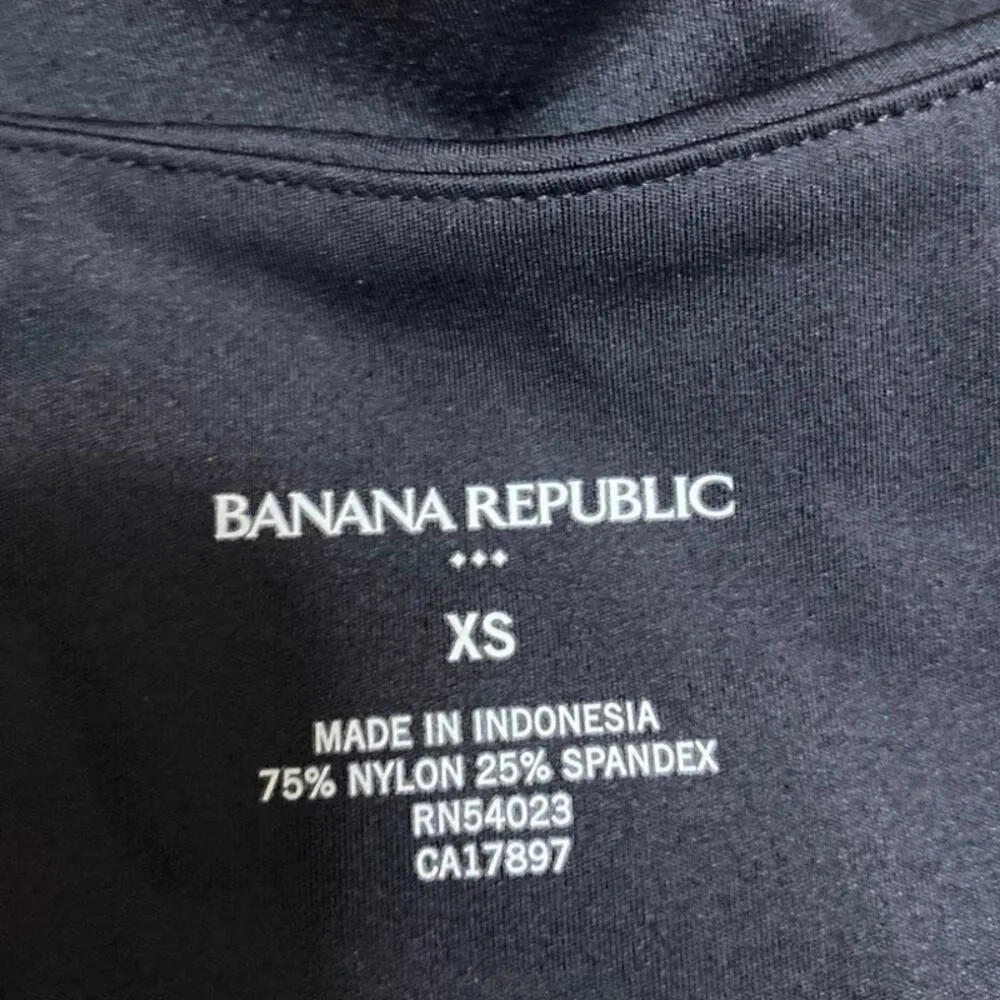 BANANA REPUBLIC
XS
MADE IN INDONESIA
75% NYLON 25% SPANDEX
RN54023
CA17897